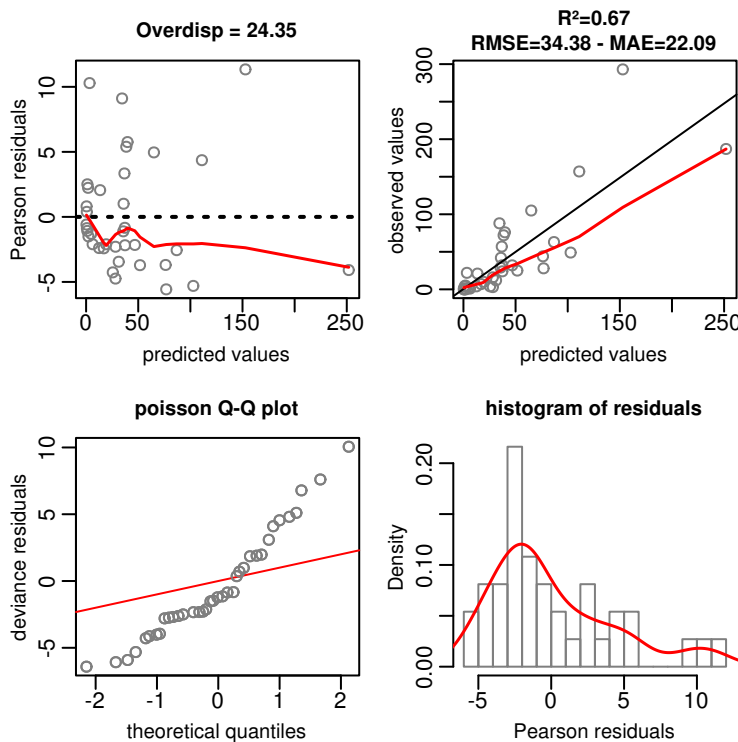 Overdisp = 24.35
Pearson residuals
10
5
0
-5
0
50
150
250
predicted values
R²=0.67
RMSE=34.38 - MAE=22.09
observed values
300
200
100
0
0
50
150
250
predicted values
poisson Q-Q plot
deviance residuals
10
5
0
-5
-2
-1
0
1
2
theoretical quantiles
histogram of residuals
Density
0.20
0.10
0.00
-5
0
5
10
Pearson residuals